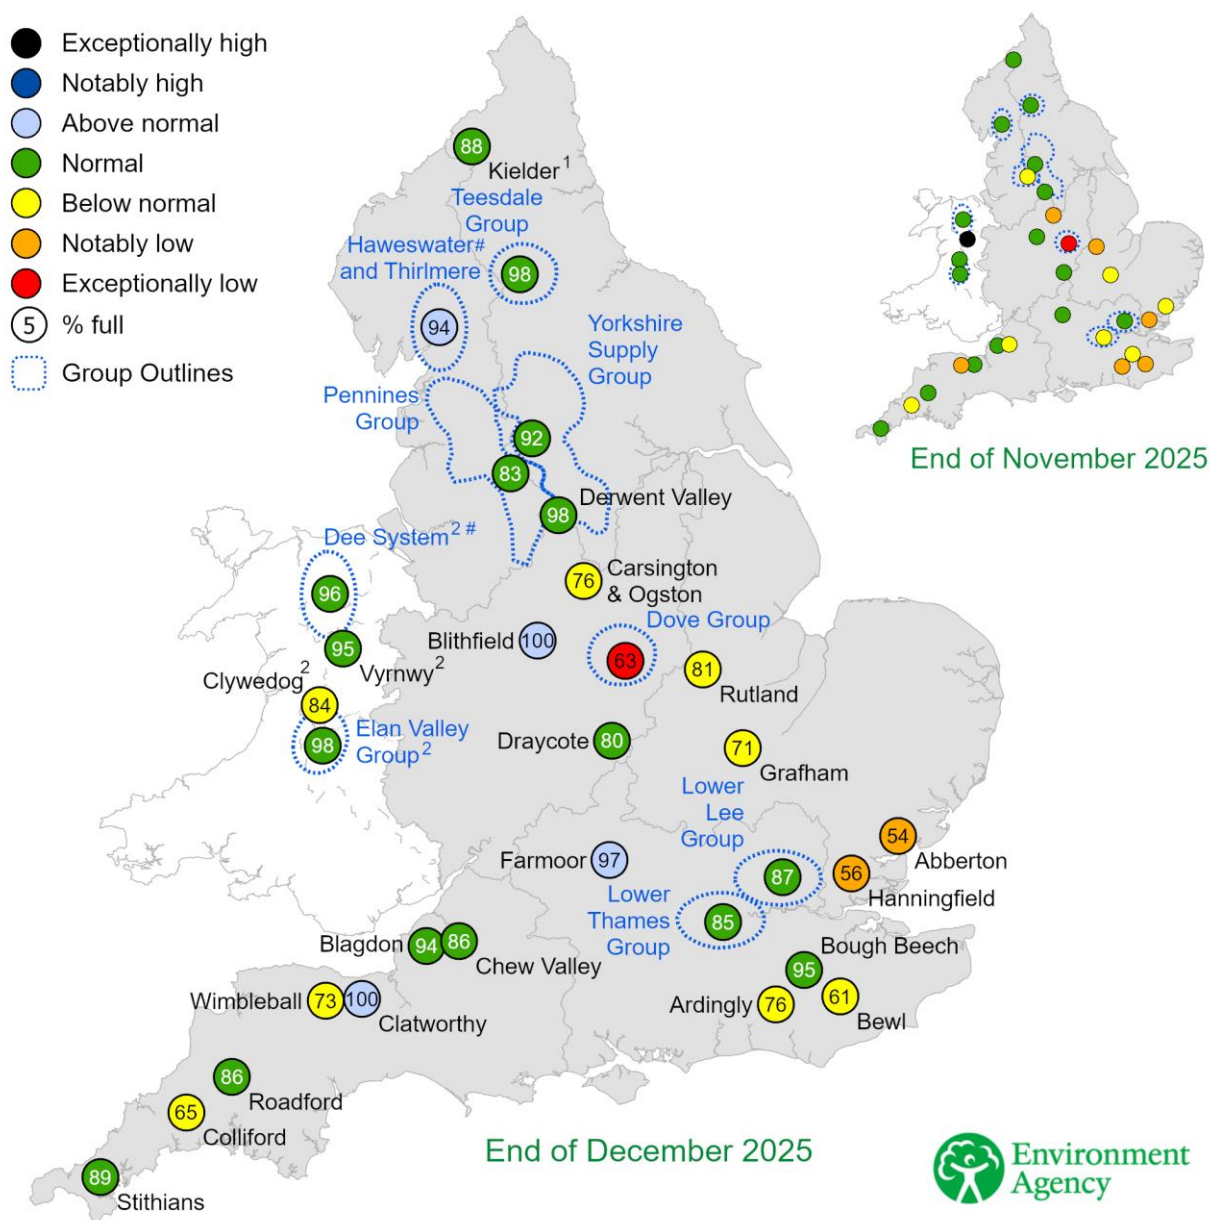 Exceptionally high
Notably high
Above normal
Normal
Below normal
Notably low
Exceptionally low
5 % full
Group Outlines
88
Kielder¹
Teesdale
Group
98
Haweswater#
and Thirlmere
94
Yorkshire
Supply
Group
Pennines
Group
92
83
98
Derwent Valley
Dee System² #
96
76
Carsington
& Ogston
Dove Group
63
Blithfield
100
95
Vyrnwy²
Clywedog²
84
81
Rutland
98
Elan Valley
Group²
Draycote
80
71
Grafham
Lower
Lee
Group
87
54
Abberton
56
Hanningfield
Farmoor
97
Lower
Thames
Group
85
Blagdon
94
86
Chew Valley
Bough Beech
95
Ardingly
76
61
Bewl
Wimbleball
73
100
Clatworthy
86
Roadford
65
Colliford
89
Stithians
End of November 2025
End of December 2025
Environment
Agency